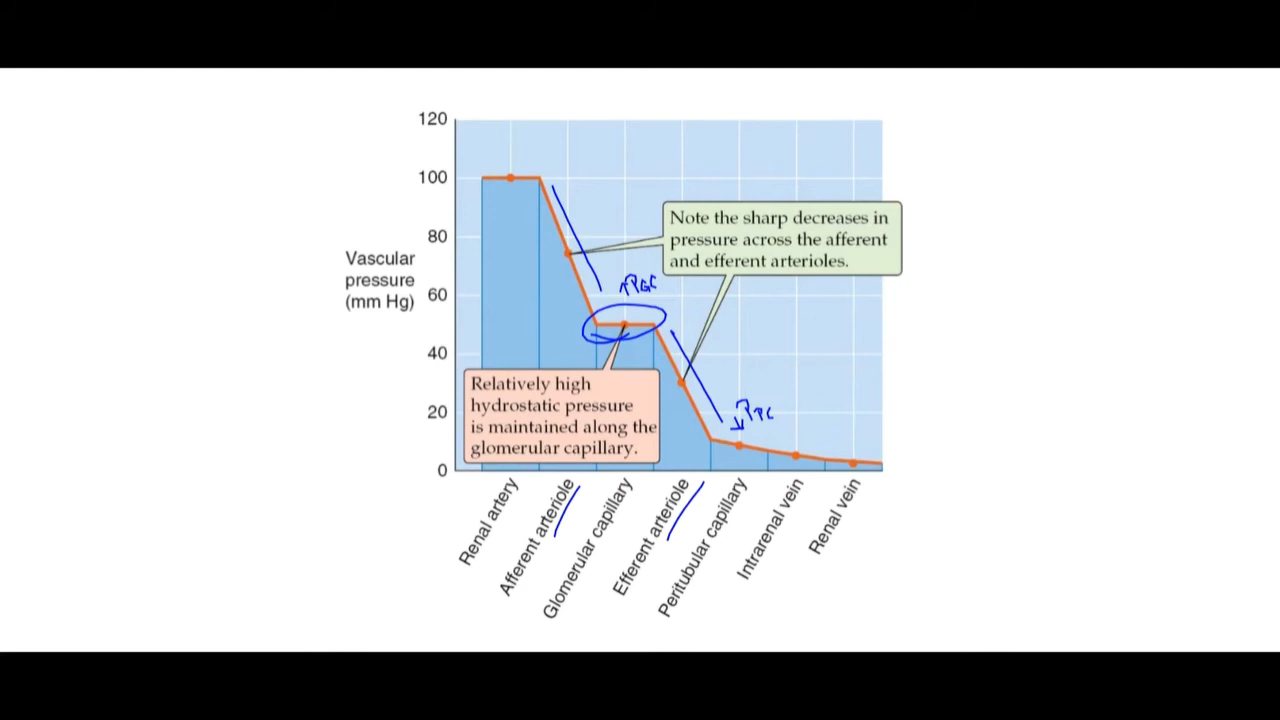 120
100
80
60
40
20
0
Vascular
pressure
(mm Hg)
Note the sharp decreases in
pressure across the afferent
and efferent arterioles.
↑PGC
Relatively high
hydrostatic pressure
is maintained along the
glomerular capillary.
↓PPC
Renal artery
Afferent arteriole
Glomerular capillary
Efferent arteriole
Peritubular capillary
Intrarenal vein
Renal vein